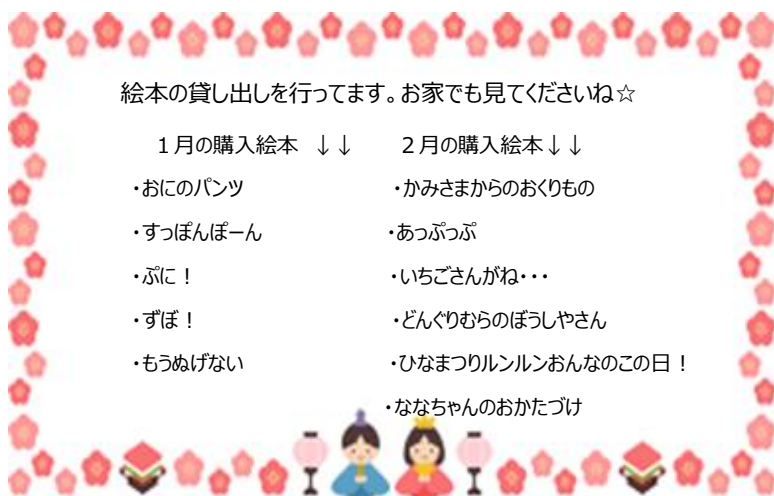 絵本の貸し出しを行ってます。お家でも見てくださいね☆
１月の購入絵本　↓↓　　２月の購入絵本↓↓
・おにのパンツ　　・かみさまからのおくりもの
・すっぽんぽーん　　・あっぷっぷ
・ぷに！　　・いちごさんがね・・・
・ずぼ！　　・どんぐりむらのぼうしやさん
・もうぬげない　　・ひなまつりルンルンおんなのこの日！
・ななちゃんのおかたづけ